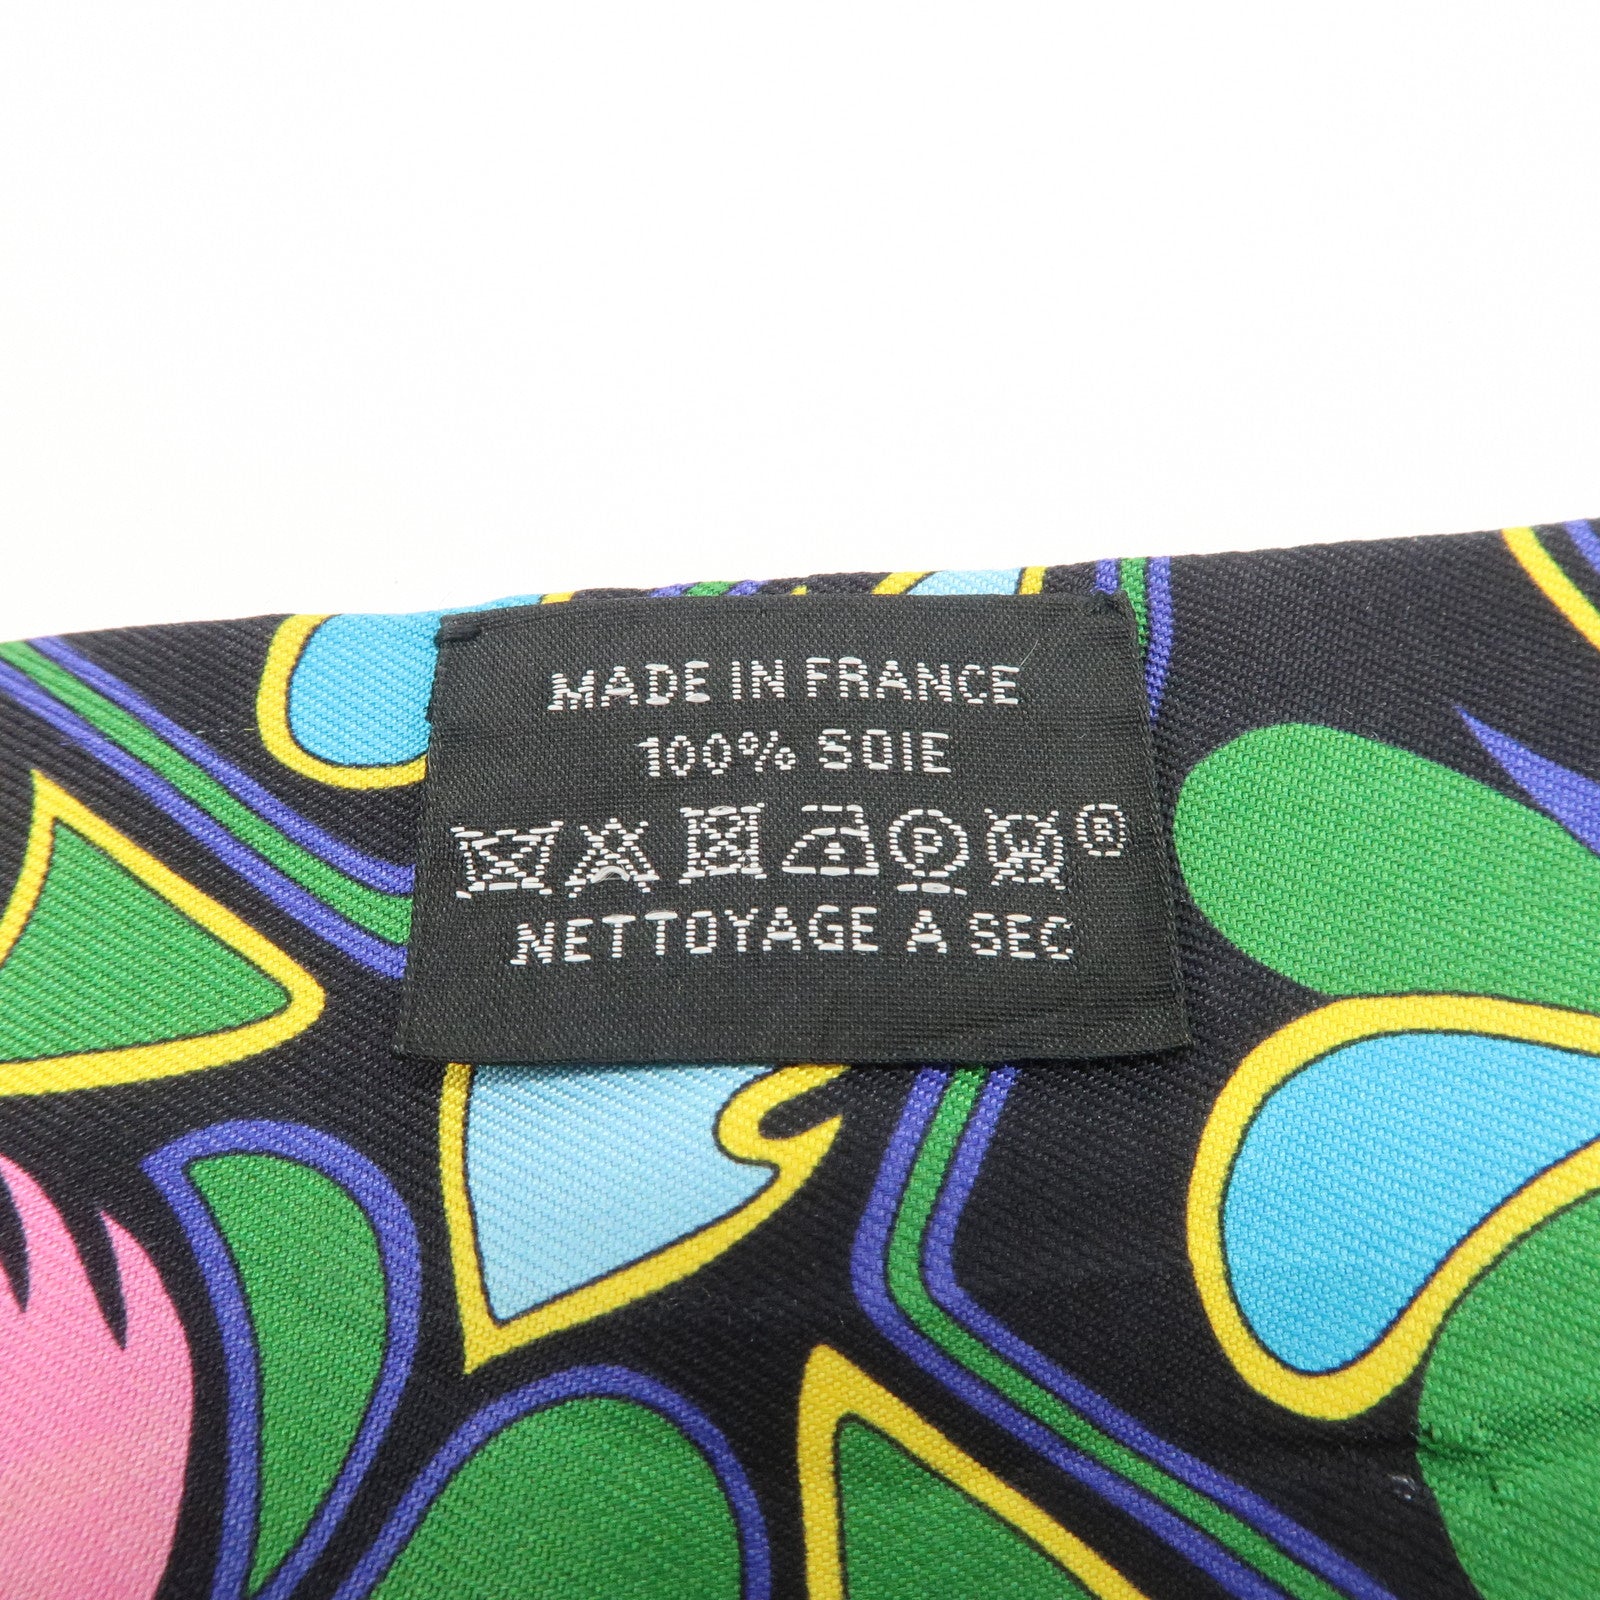 MADE IN FRANCE
100% SOIE
P W ®
NETTOYAGE A SEC